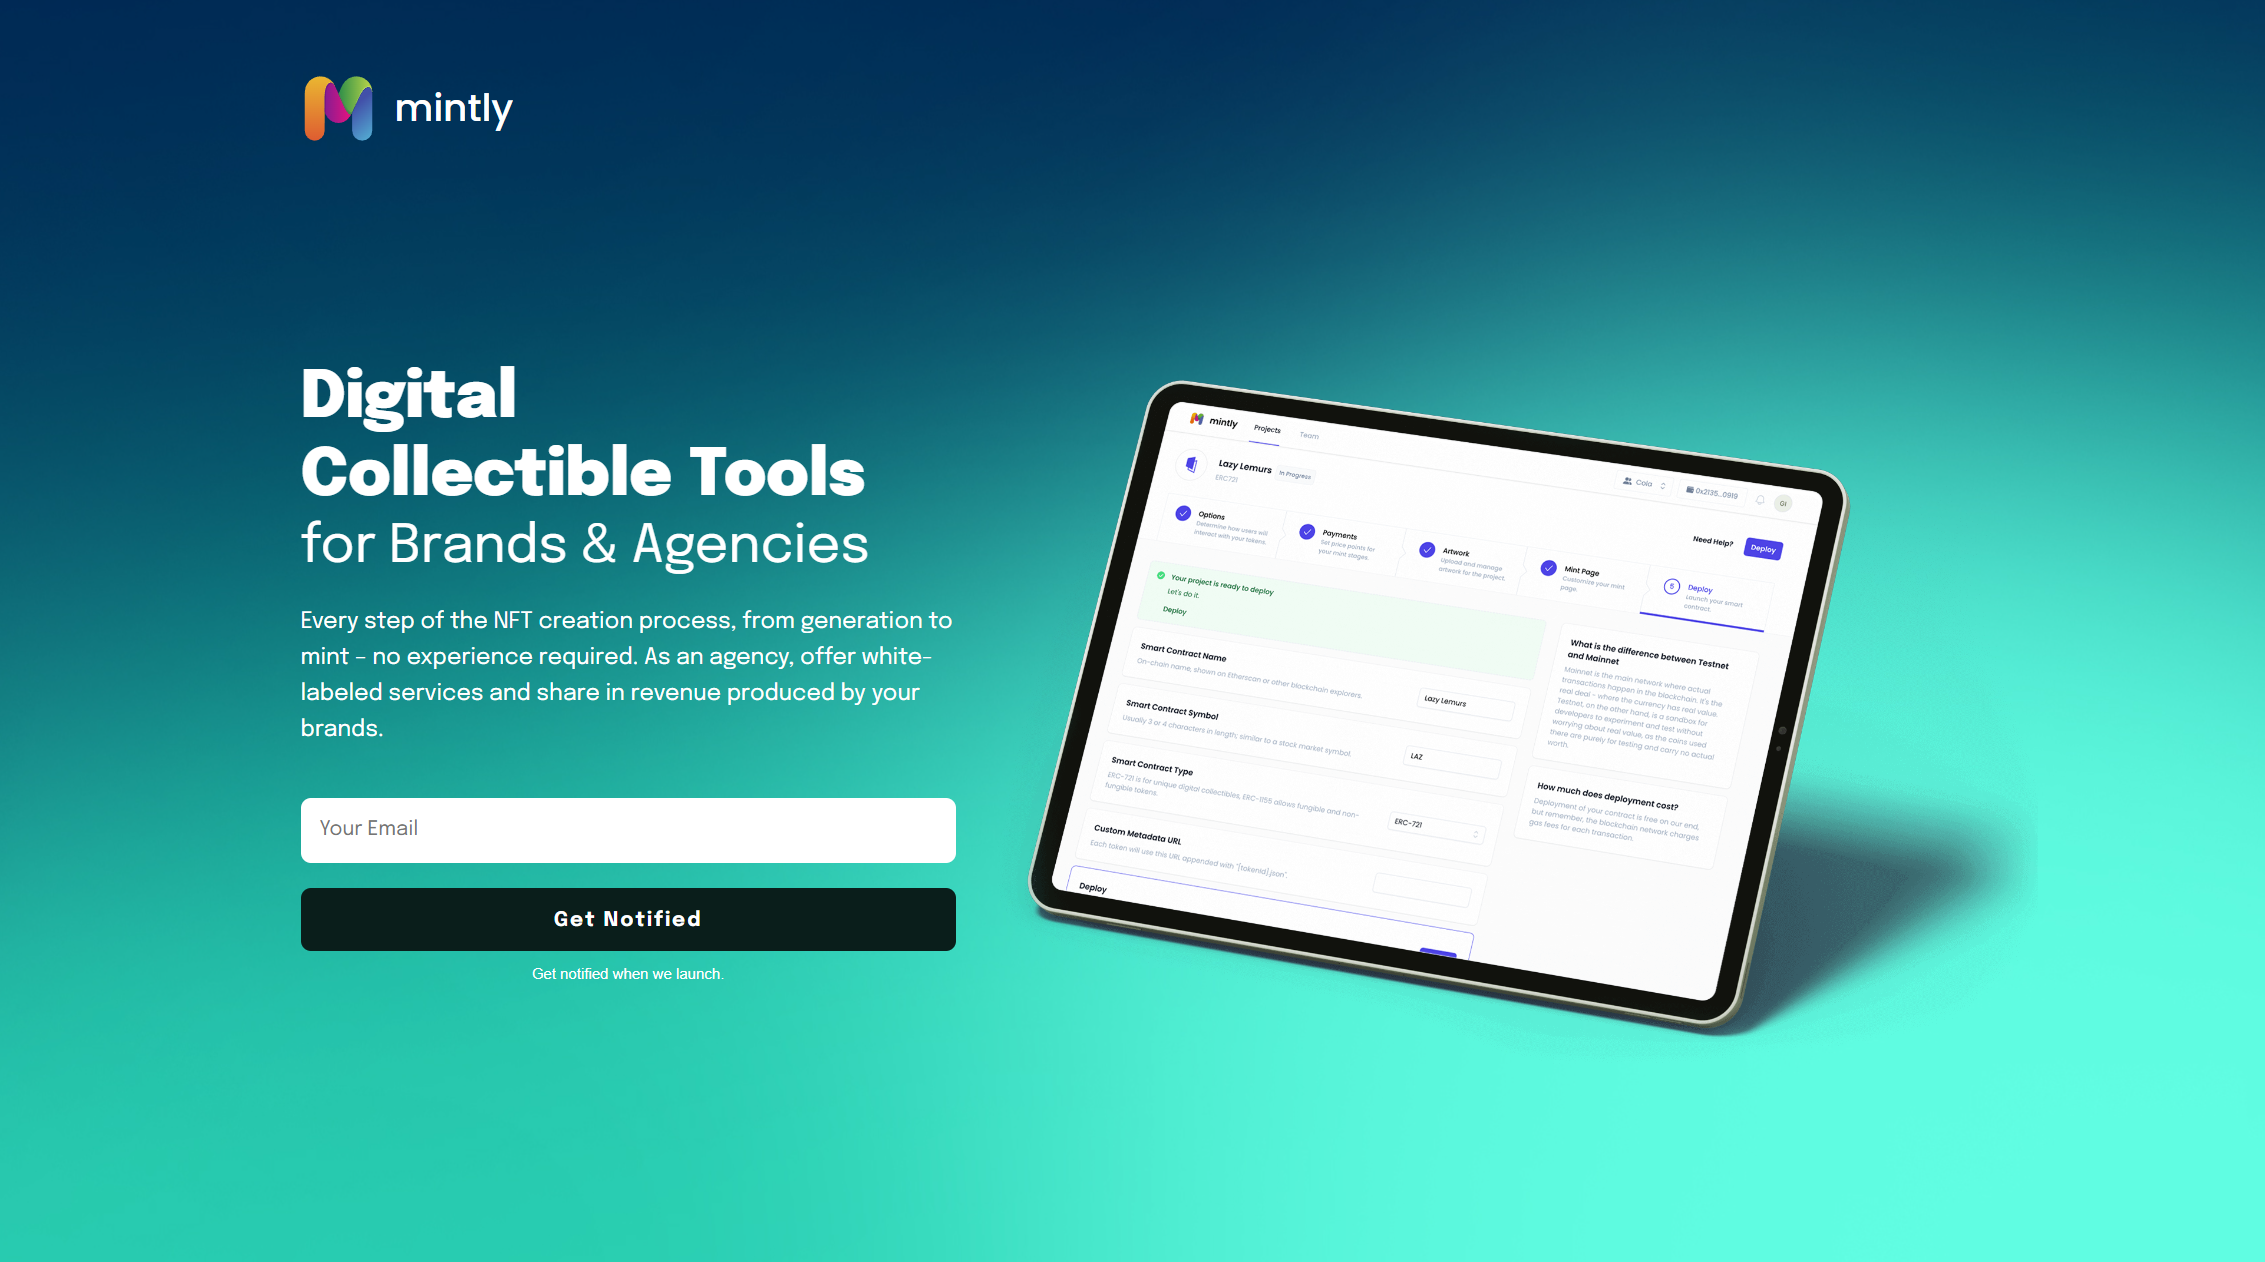 mintly
Digital
Collectible Tools
for Brands & Agencies
Every step of the NFT creation process, from generation to
mint – no experience required. As an agency, offer white-
labeled services and share in revenue produced by your
brands.
Your Email
Get Notified
Get notified when we launch.
mintly
Projects
Team
Cola
0x2135...0919
GI
Lazy Lemurs
In Progress
ERC721
Need Help?
Deploy
Options
Determine how users will
interact with your tokens.
Payments
Set price points for
your mint stages.
Artwork
Upload and manage
artwork for the project.
Mint Page
Customize your mint
page.
5
Deploy
Launch your smart
contract.
Your project is ready to deploy
Let's do it.
Deploy
Smart Contract Name
On-chain name, shown on Etherscan or other blockchain explorers.
Lazy Lemurs
Smart Contract Symbol
Usually 3 or 4 characters in length; similar to a stock market symbol.
LAZ
Smart Contract Type
ERC-721 is for unique digital collectibles, ERC-1155 allows fungible and non-
fungible tokens.
ERC-721
Custom Metadata URL
Each token will use this URL appended with "{tokenId}.json".
Deploy
What is the difference between Testnet
and Mainnet
Mainnet is the main network where actual
transactions happen in the blockchain. It's the
real deal - where the currency has real value.
Testnet, on the other hand, is a sandbox for
developers to experiment and test without
worrying about real value, as the coins used
there are purely for testing and carry no actual
worth.
How much does deployment cost?
Deployment of your contract is free on our end,
but remember, the blockchain network charges
gas fees for each transaction.